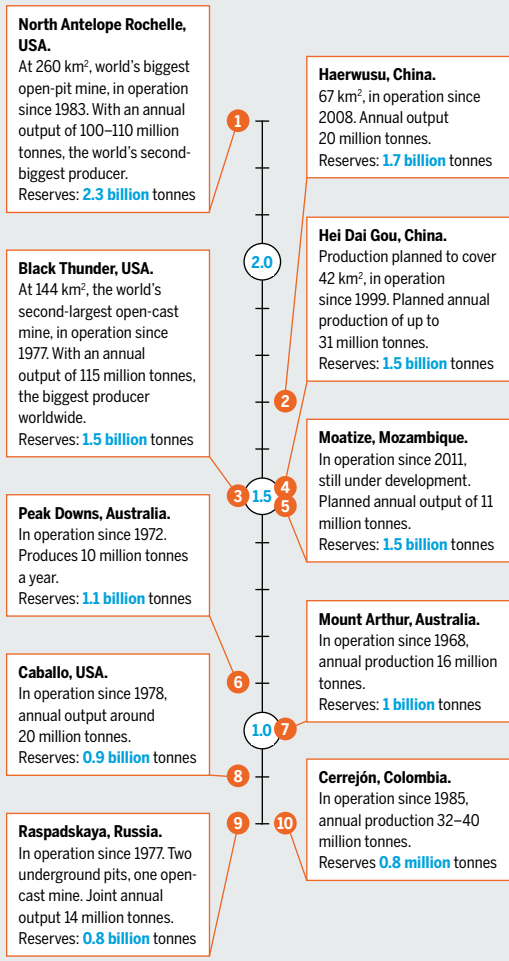 North Antelope Rochelle,
USA.
At 260 km², world's biggest
open-pit mine, in operation
since 1983. With an annual
output of 100–110 million
tonnes, the world's second-
biggest producer.
Reserves: 2.3 billion tonnes
1
Haerwusu, China.
67 km², in operation since
2008. Annual output
20 million tonnes.
Reserves: 1.7 billion tonnes
2.0
Hei Dai Gou, China.
Production planned to cover
42 km², in operation
since 1999. Planned annual
production of up to
31 million tonnes.
Reserves: 1.5 billion tonnes
Black Thunder, USA.
At 144 km², the world's
second-largest open-cast
mine, in operation since
1977. With an annual
output of 115 million tonnes,
the biggest producer
worldwide.
Reserves: 1.5 billion tonnes
2
Moatize, Mozambique.
In operation since 2011,
still under development.
Planned annual output of 11
million tonnes.
Reserves: 1.5 billion tonnes
3
1.5
4
5
Peak Downs, Australia.
In operation since 1972.
Produces 10 million tonnes
a year.
Reserves: 1.1 billion tonnes
Mount Arthur, Australia.
In operation since 1968,
annual production 16 million
tonnes.
Reserves: 1 billion tonnes
6
Caballo, USA.
In operation since 1978,
annual output around
20 million tonnes.
Reserves: 0.9 billion tonnes
1.0
7
8
Cerrejón, Colombia.
In operation since 1985,
annual production 32–40
million tonnes.
Reserves 0.8 million tonnes
9
10
Raspadskaya, Russia.
In operation since 1977. Two
underground pits, one open-
cast mine. Joint annual
output 14 million tonnes.
Reserves: 0.8 billion tonnes